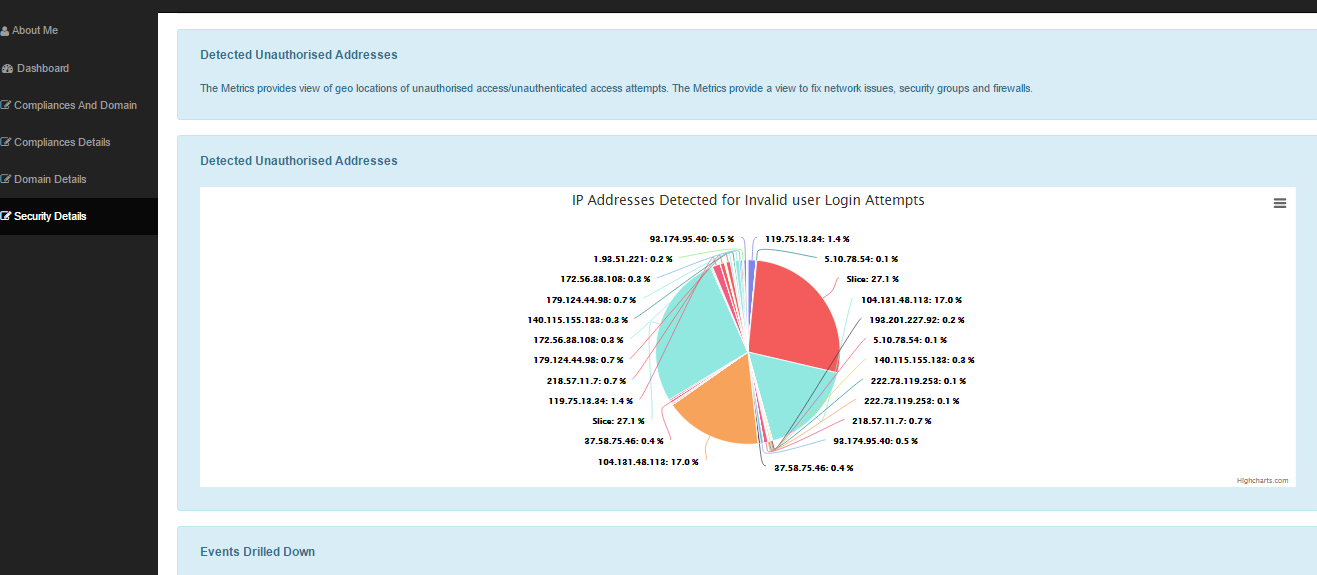 About Me
Dashboard
Compliances And Domain
Compliances Details
Domain Details
Security Details
Detected Unauthorised Addresses
The Metrics provides view of geo locations of unauthorised access/unauthenticated access attempts. The Metrics provide a view to fix network issues, security groups and firewalls.
Detected Unauthorised Addresses
IP Addresses Detected for Invalid user Login Attempts
93.174.95.40: 0.5 %
119.75.13.34: 1.4 %
1.93.51.221: 0.2 %
5.10.78.54: 0.1 %
172.56.38.108: 0.3 %
Slice: 27.1 %
179.124.44.98: 0.7 %
104.131.48.113: 17.0 %
140.115.155.133: 0.3 %
193.201.227.92: 0.2 %
172.56.38.108: 0.3 %
5.10.78.54: 0.1 %
179.124.44.98: 0.7 %
140.115.155.133: 0.3 %
218.57.11.7: 0.7 %
222.73.119.253: 0.1 %
119.75.13.34: 1.4 %
222.73.119.253: 0.1 %
Slice: 27.1 %
218.57.11.7: 0.7 %
37.58.75.46: 0.4 %
93.174.95.40: 0.5 %
104.131.48.113: 17.0 %
37.58.75.46: 0.4 %
Highcharts.com
Events Drilled Down